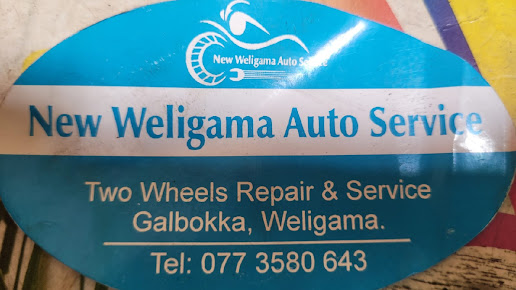 New Weligama Auto Service
New Weligama Auto Service
Two Wheels Repair & Service
Galbokka, Weligama.
Tel: 077 3580 643